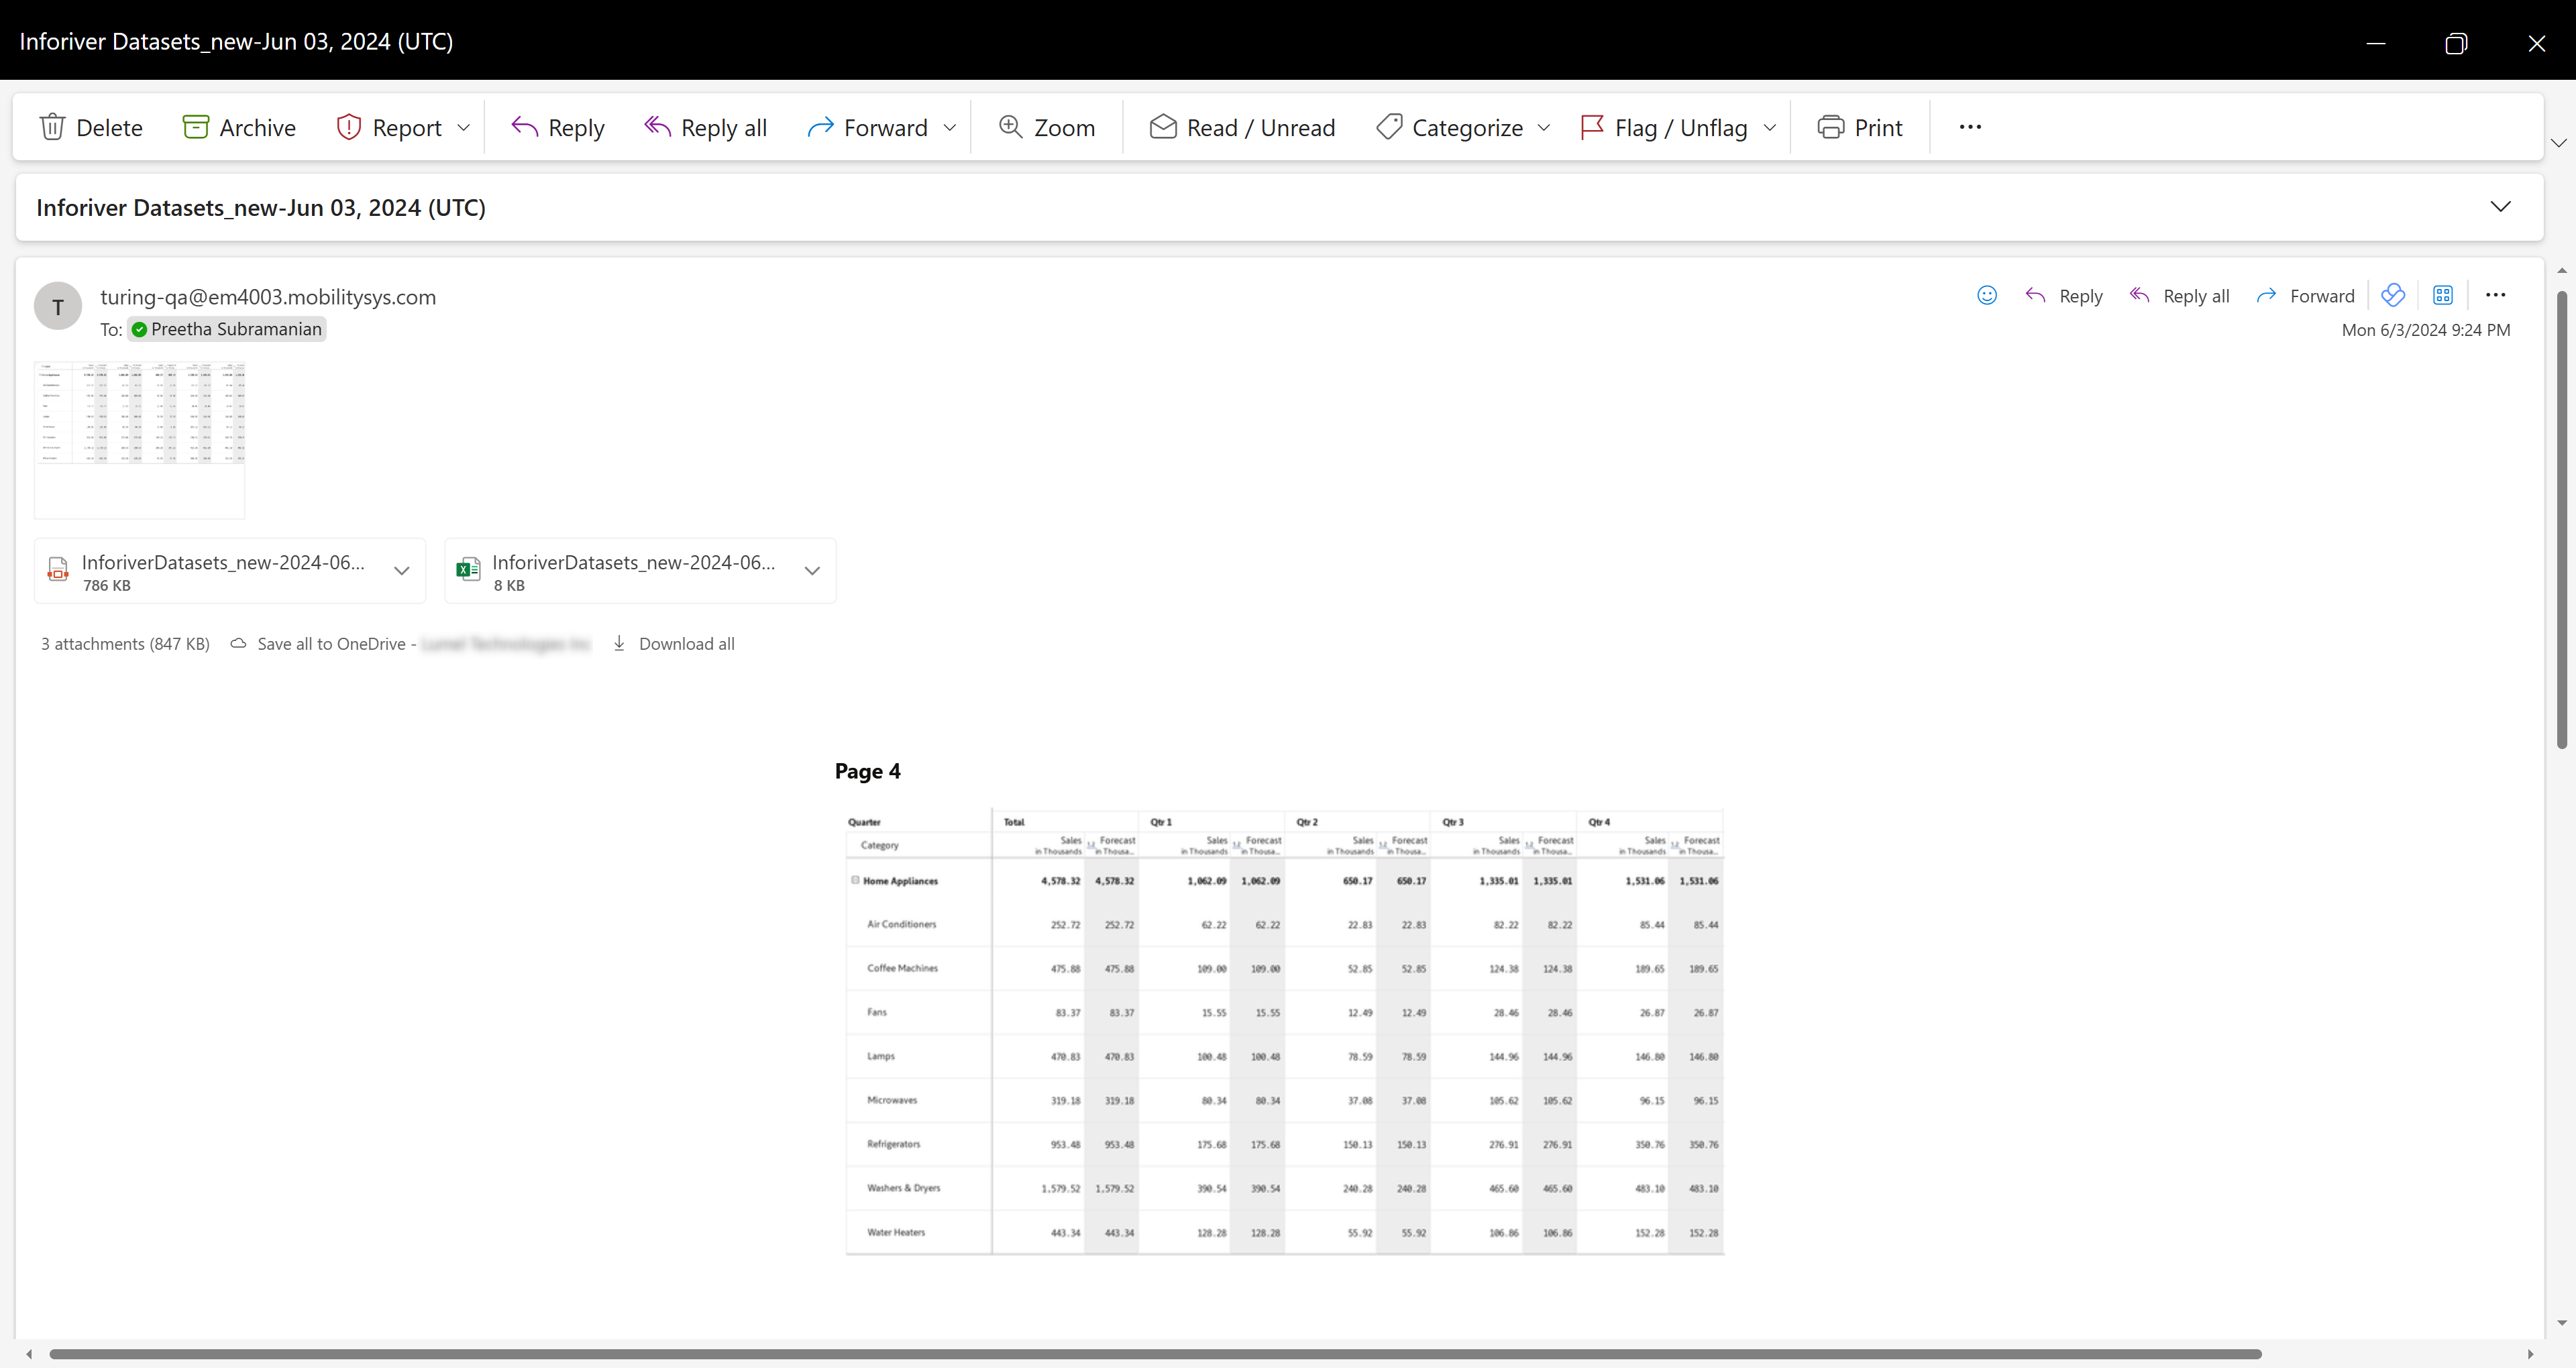 Inforiver Datasets_new-Jun 03, 2024 (UTC)
Delete Archive Report Reply Reply all Forward Zoom Read / Unread Categorize Flag / Unflag Print
Inforiver Datasets_new-Jun 03, 2024 (UTC)
T
turing-qa@em4003.mobilitysys.com
To: Preetha Subramanian
Reply Reply all Forward
Mon 6/3/2024 9:24 PM
InforiverDatasets_new-2024-06...
786 KB
InforiverDatasets_new-2024-06...
8 KB
3 attachments (847 KB) Save all to OneDrive - Download all
Page 4
Quarter Total Qtr 1 Qtr 2 Qtr 3 Qtr 4
Category Sales Forecast Sales Forecast Sales Forecast Sales Forecast Sales Forecast
in Thousands in Thousa... in Thousands in Thousa... in Thousands in Thousa... in Thousands in Thousa... in Thousands in Thousa...
Home Appliances 4,578.32 4,578.32 1,062.09 1,062.09 650.17 650.17 1,335.01 1,335.01 1,531.06 1,531.06
Air Conditioners 252.72 252.72 62.22 62.22 22.83 22.83 82.22 82.22 85.44 85.44
Coffee Machines 475.88 475.88 109.00 109.00 52.85 52.85 124.38 124.38 189.65 189.65
Fans 83.37 83.37 15.55 15.55 12.49 12.49 28.46 28.46 26.87 26.87
Lamps 470.83 470.83 100.48 100.48 78.59 78.59 144.96 144.96 146.80 146.80
Microwaves 319.18 319.18 80.34 80.34 37.08 37.08 105.62 105.62 96.15 96.15
Refrigerators 953.48 953.48 175.68 175.68 150.13 150.13 276.91 276.91 350.76 350.76
Washers & Dryers 1,579.52 1,579.52 390.54 390.54 240.28 240.28 465.60 465.60 483.10 483.10
Water Heaters 443.34 443.34 128.28 128.28 55.92 55.92 106.86 106.86 152.28 152.28